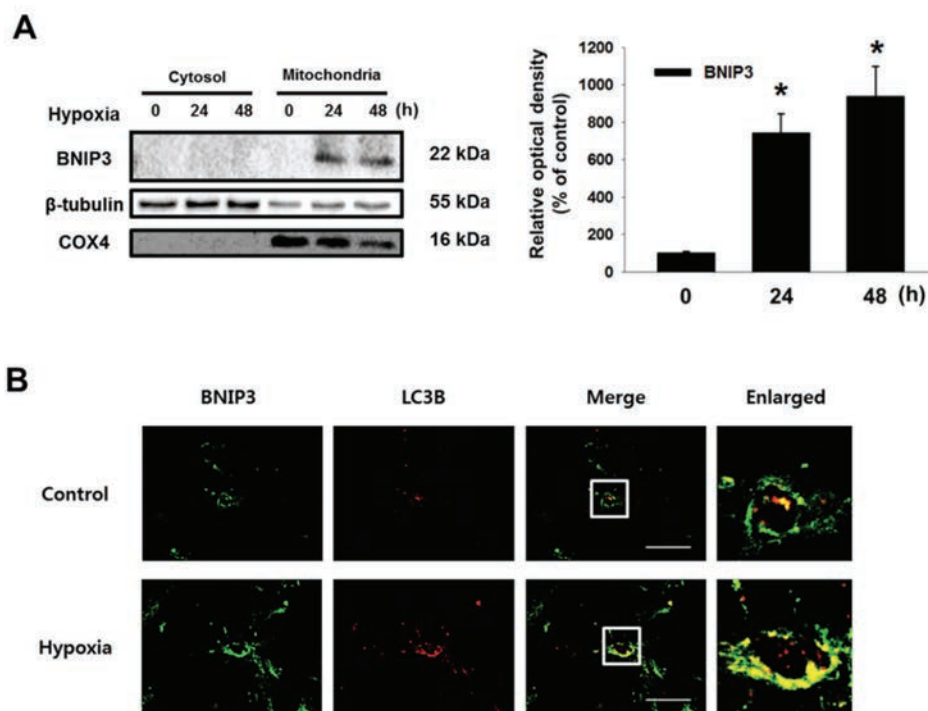 A
Cytosol Mitochondria
Hypoxia 0 24 48 0 24 48 (h)
BNIP3 22 kDa
β-tubulin 55 kDa
COX4 16 kDa
Relative optical density
(% of control)
1200
1000
800
600
400
200
0
BNIP3
*
*
0 24 48 (h)
B
BNIP3 LC3B Merge Enlarged
Control
Hypoxia